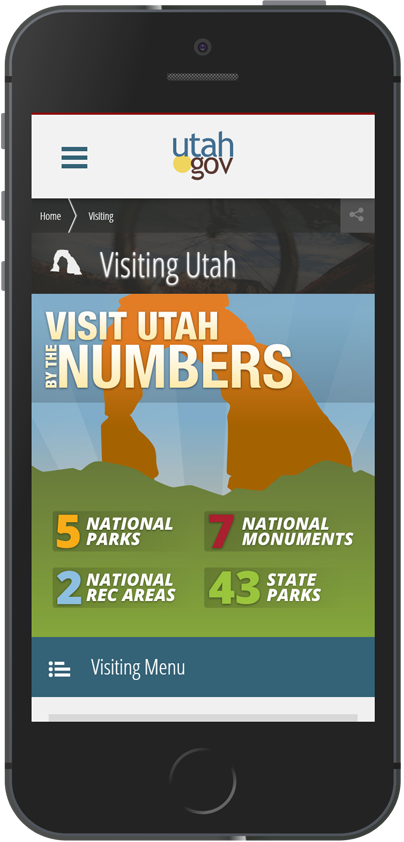 utah
gov
Home Visiting
Visiting Utah
VISIT UTAH
BY THE NUMBERS
5 NATIONAL PARKS
7 NATIONAL MONUMENTS
2 NATIONAL REC AREAS
43 STATE PARKS
Visiting Menu